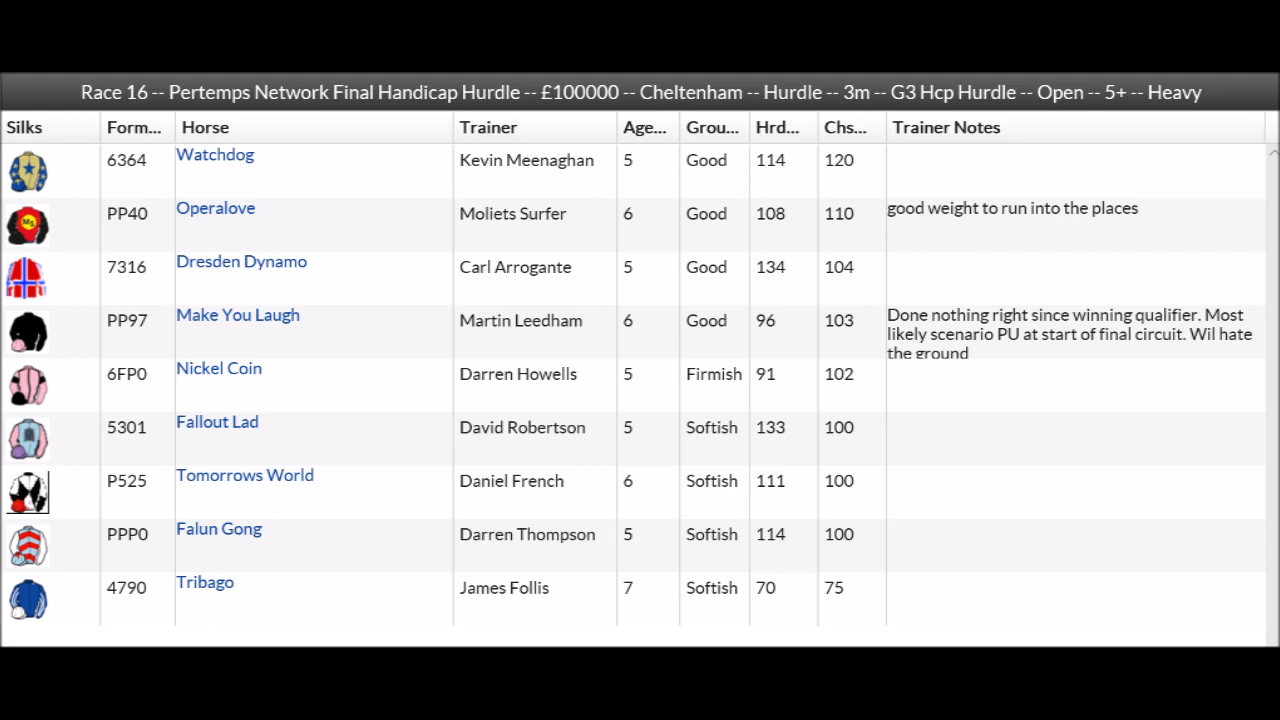 Race 16 -- Pertemps Network Final Handicap Hurdle -- £100000 -- Cheltenham -- Hurdle -- 3m -- G3 Hcp Hurdle -- Open -- 5+ -- Heavy
Silks Form... Horse Trainer Age... Grou... Hrd... Chs... Trainer Notes
6364 Watchdog Kevin Meenaghan 5 Good 114 120
PP40 Operalove Moliets Surfer 6 Good 108 110 good weight to run into the places
7316 Dresden Dynamo Carl Arrogante 5 Good 134 104
PP97 Make You Laugh Martin Leedham 6 Good 96 103 Done nothing right since winning qualifier. Most
likely scenario PU at start of final circuit. Wil hate
the ground
6FP0 Nickel Coin Darren Howells 5 Firmish 91 102
5301 Fallout Lad David Robertson 5 Softish 133 100
P525 Tomorrows World Daniel French 6 Softish 111 100
PPP0 Falun Gong Darren Thompson 5 Softish 114 100
4790 Tribago James Follis 7 Softish 70 75